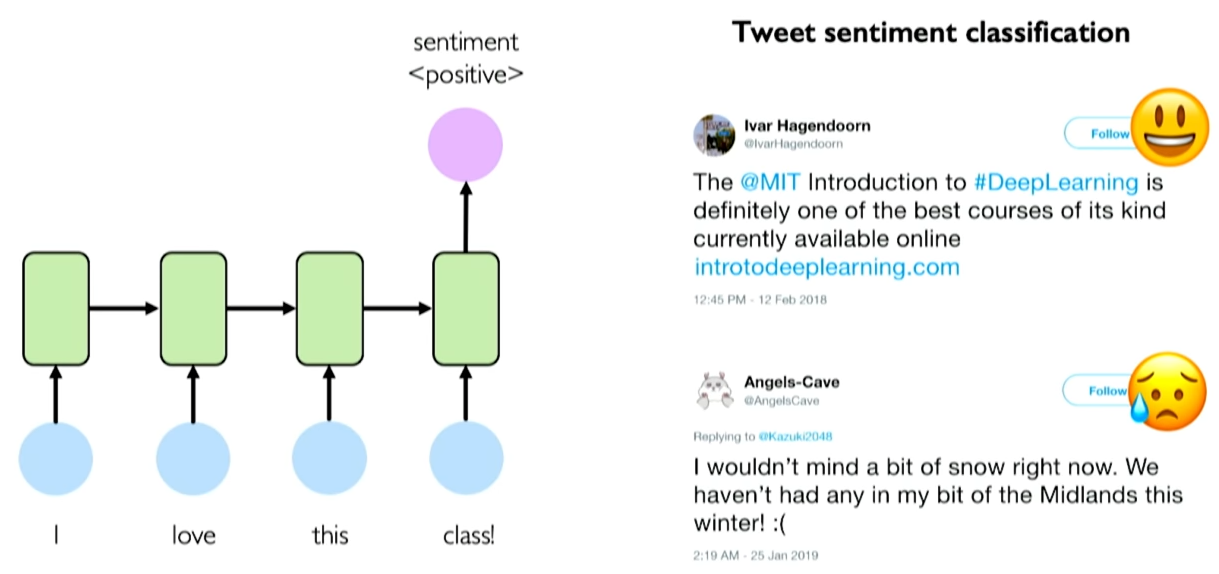 sentiment
<positive>
I
love
this
class!
Tweet sentiment classification
Ivar Hagendoorn
@IvarHagendoorn
Follow
The @MIT Introduction to #DeepLearning is
definitely one of the best courses of its kind
currently available online
introtodeeplearning.com
12:45 PM - 12 Feb 2018
Angels-Cave
@AngelsCave
Follow
Replying to @Kazuki2048
I wouldn't mind a bit of snow right now. We
haven't had any in my bit of the Midlands this
winter! :(
2:19 AM - 25 Jan 2019